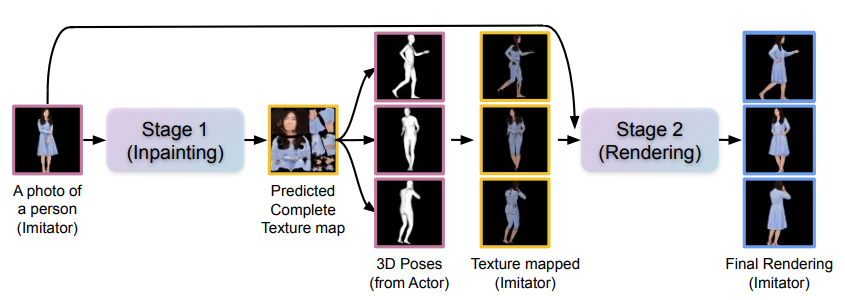 Stage 1
(Inpainting)
Stage 2
(Rendering)
A photo of
a person
(Imitator)
Predicted
Complete
Texture map
3D Poses
(from Actor)
Texture mapped
(Imitator)
Final Rendering
(Imitator)